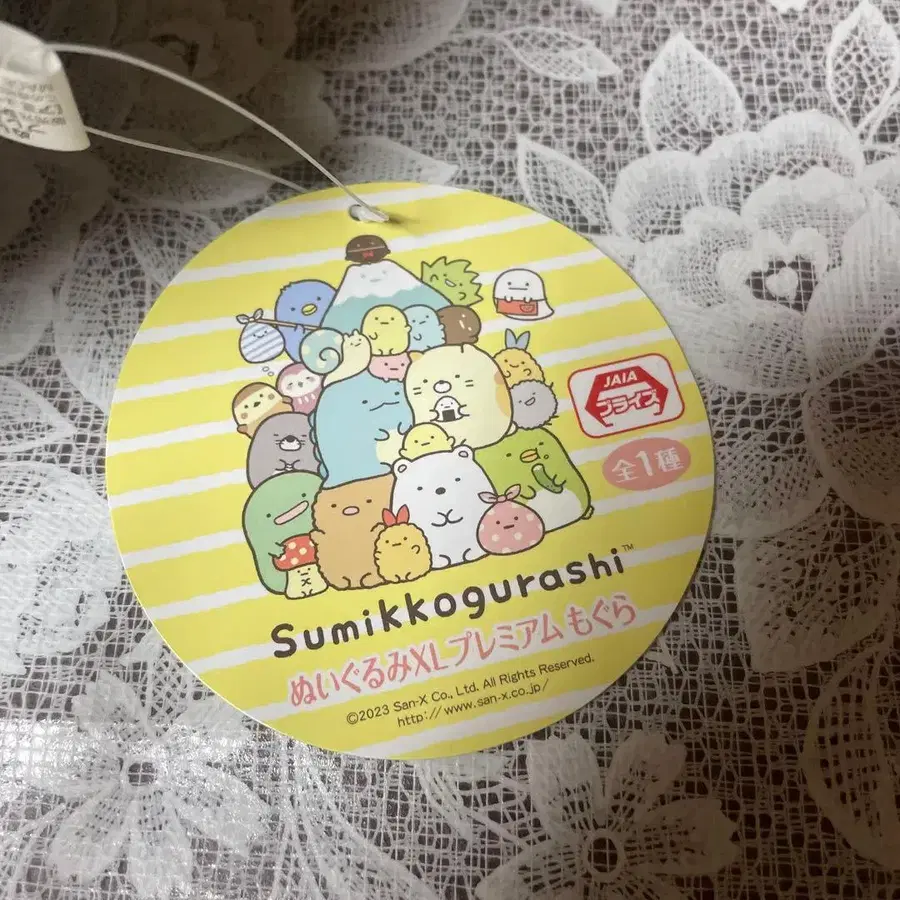 JAIA
プライズ
全1種
Sumikkogurashi™
ぬいぐるみXLプレミアム もぐら
©2023 San-X Co., Ltd. All Rights Reserved.
http://www.san-x.co.jp/